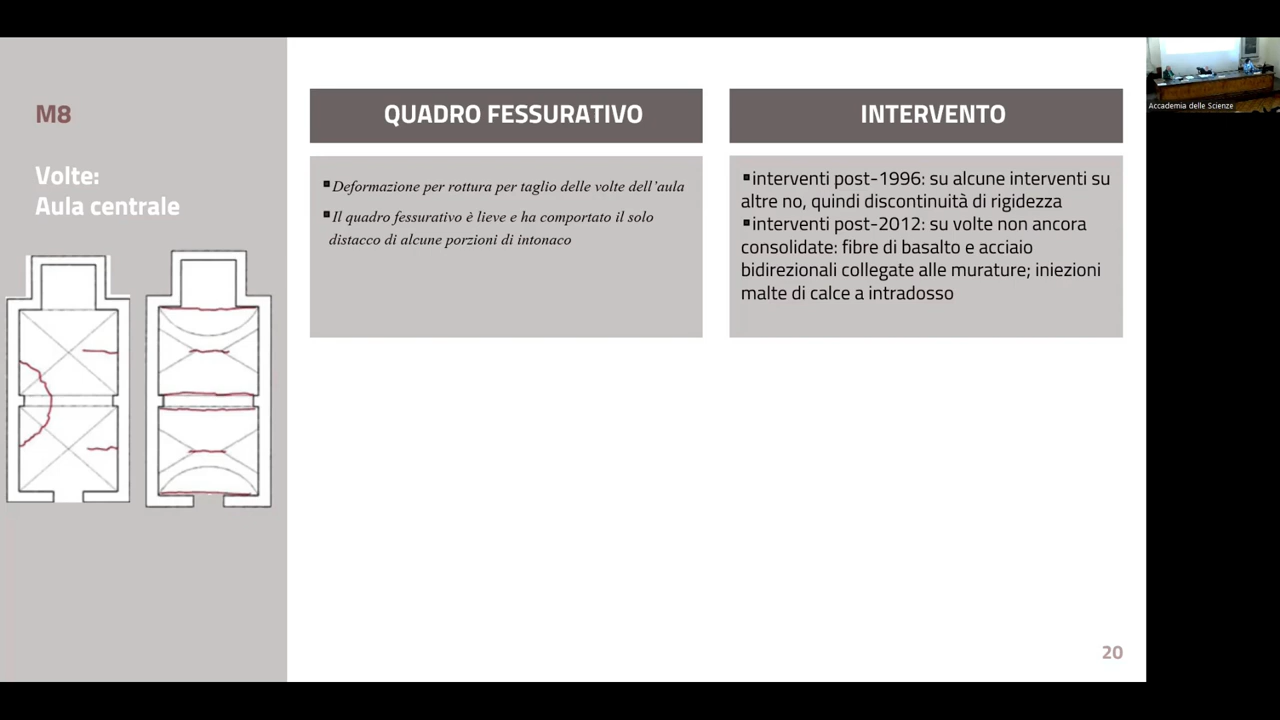 M8
Volte:
Aula centrale
QUADRO FESSURATIVO
▪Deformazione per rottura per taglio delle volte dell'aula
▪Il quadro fessurativo è lieve e ha comportato il solo
distacco di alcune porzioni di intonaco
INTERVENTO
▪interventi post-1996: su alcune interventi su
altre no, quindi discontinuità di rigidezza
▪interventi post-2012: su volte non ancora
consolidate: fibre di basalto e acciaio
bidirezionali collegate alle murature; iniezioni
malte di calce a intradosso
20
Accademia delle Scienze